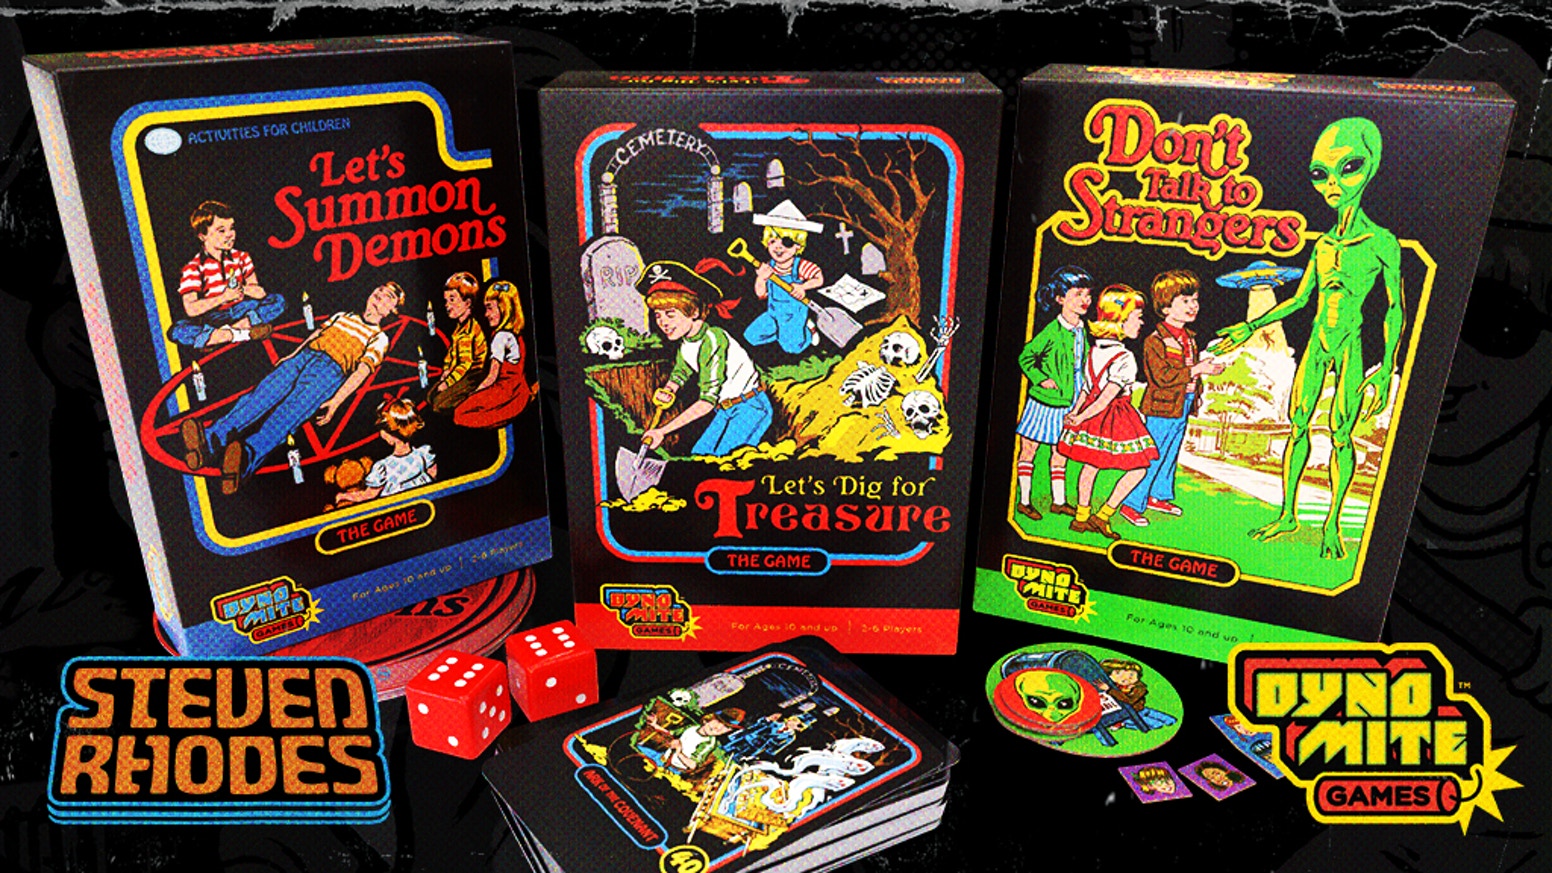 ACTIVITIES FOR CHILDREN
Let's
Summon
Demons
THE GAME
DYNO
MITE
GAMES
For Ages 10 and up | 2-6 Players
CEMETERY
RIP
Let's Dig for
Treasure
THE GAME
DYNO
MITE
GAMES
For Ages 10 and up | 2-6 Players
Don't
Talk to
Strangers
THE GAME
DYNO
MITE
GAMES
For Ages 10 and up
STEVEN
RHODES
CEMETERY
ARK OF THE COVENANT
40
DYNO
MITE
GAMES
TM